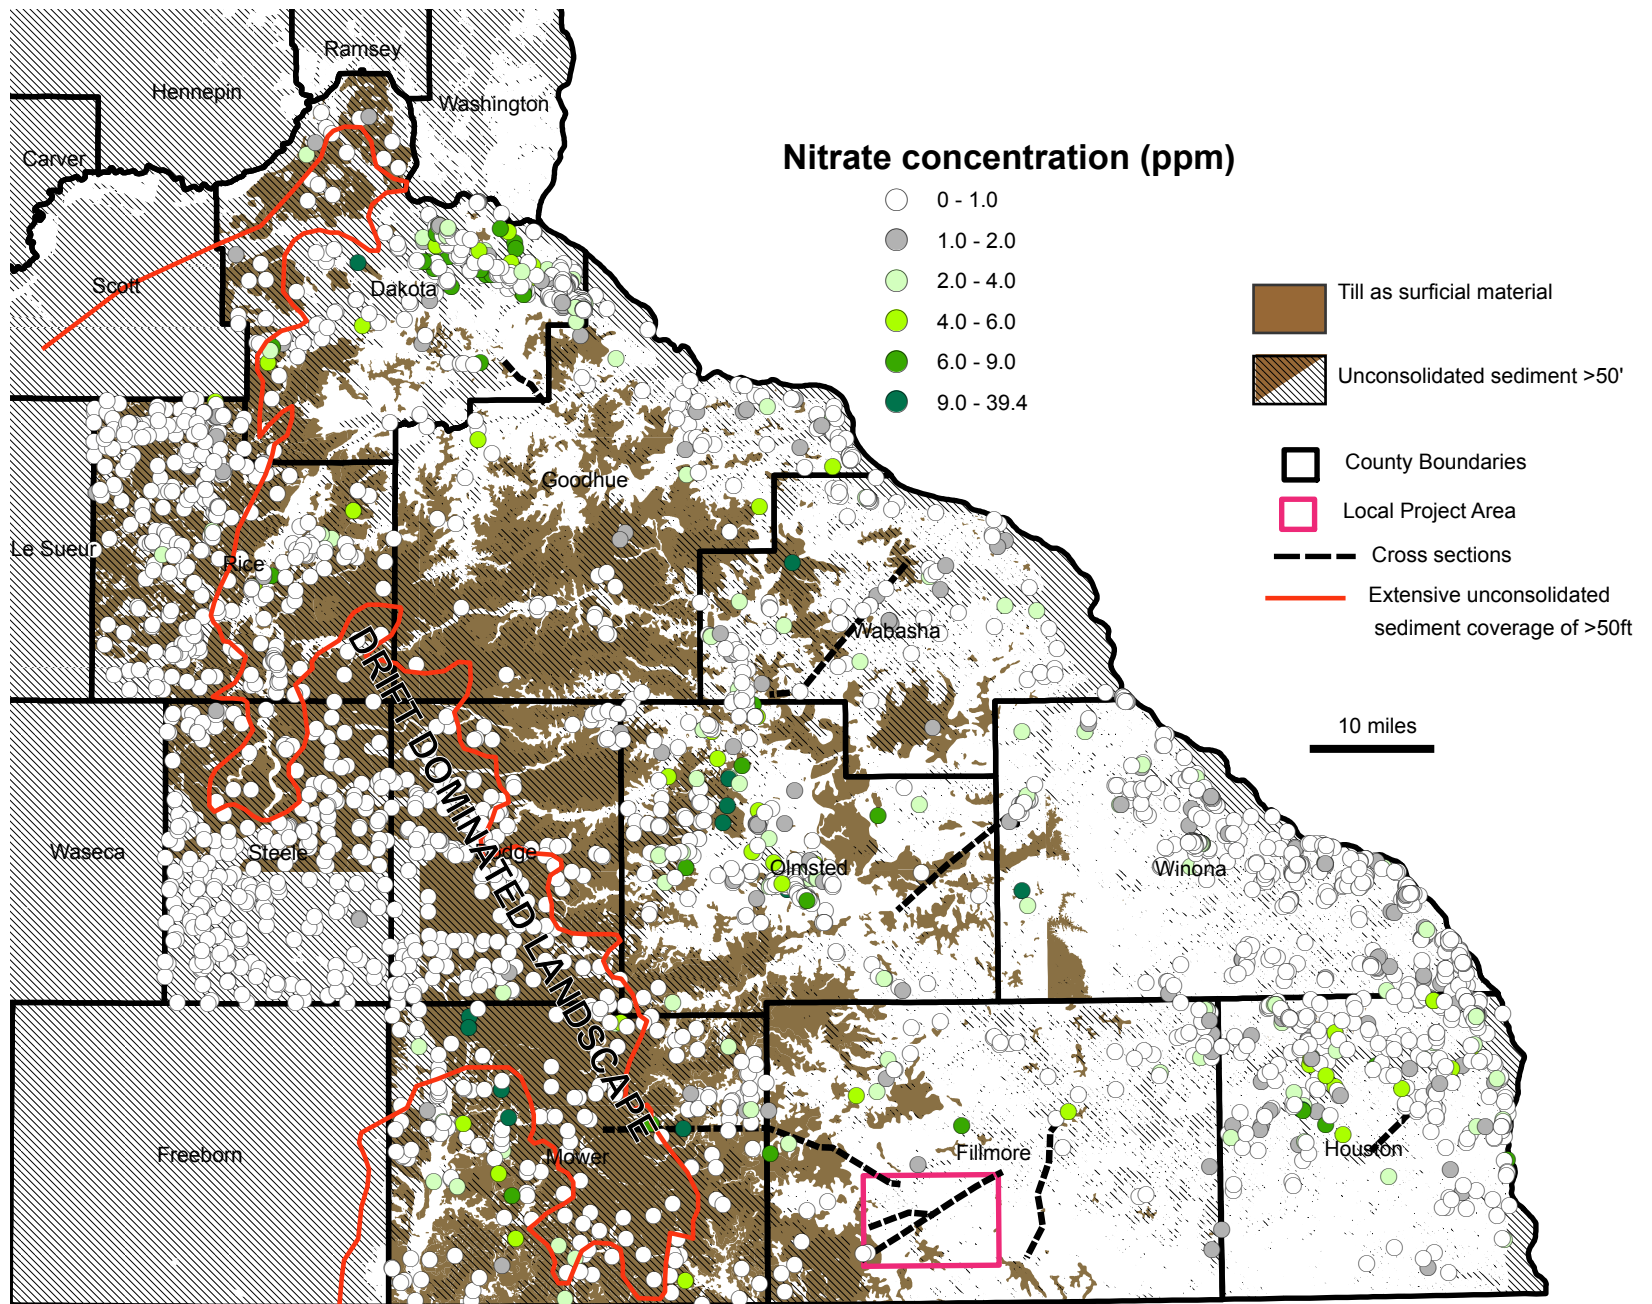 Ramsey
Hennepin
Washington
Carver
Scott
Dakota
Nitrate concentration (ppm)
0 - 1.0
1.0 - 2.0
2.0 - 4.0
4.0 - 6.0
6.0 - 9.0
9.0 - 39.4
Till as surficial material
Unconsolidated sediment >50'
County Boundaries
Local Project Area
Cross sections
Extensive unconsolidated
sediment coverage of >50ft
10 miles
Goodhue
Le Sueur
Rice
Wabasha
DRIFT DOMINATED LANDSCAPE
Waseca
Steele
Dodge
Olmsted
Winona
Freeborn
Mower
Fillmore
Houston